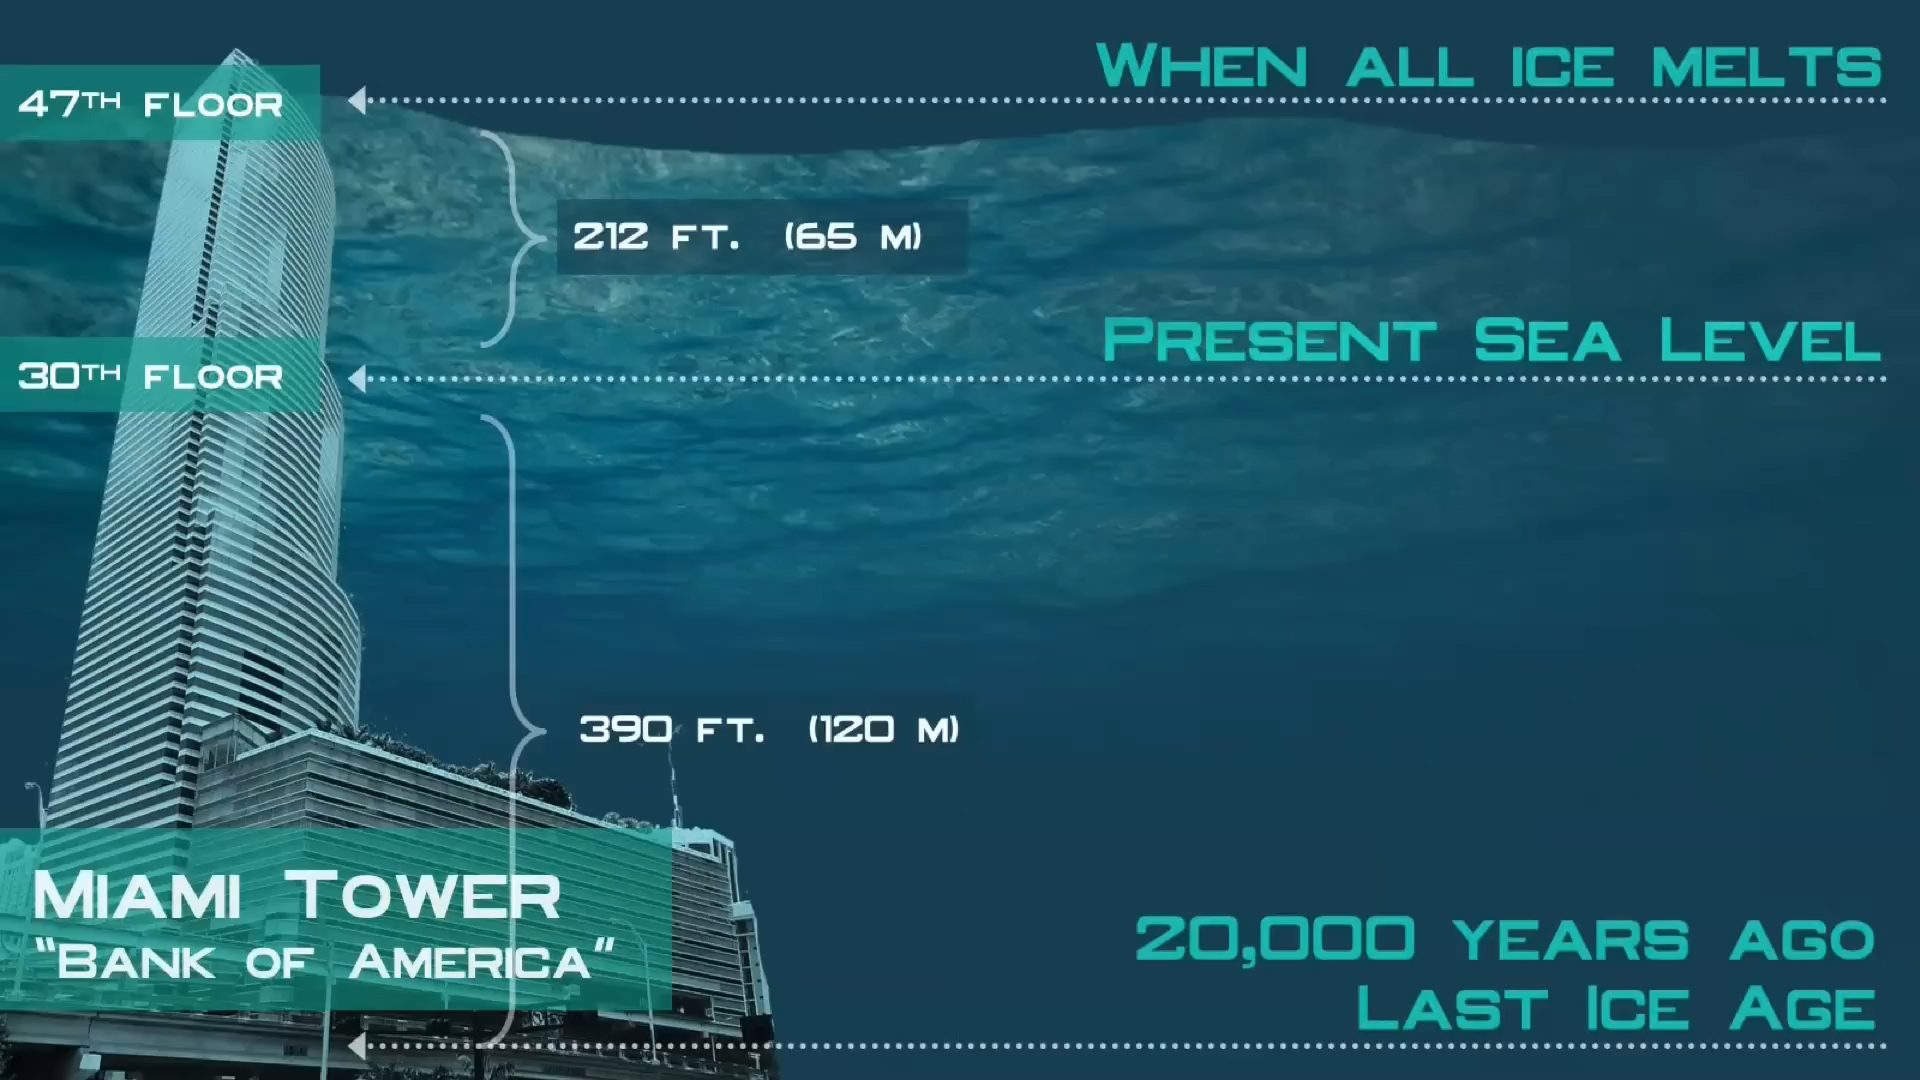 WHEN ALL ICE MELTS
47TH FLOOR
212 FT. (65 M)
PRESENT SEA LEVEL
30TH FLOOR
390 FT. (120 M)
MIAMI TOWER
"BANK OF AMERICA"
20,000 YEARS AGO
LAST ICE AGE